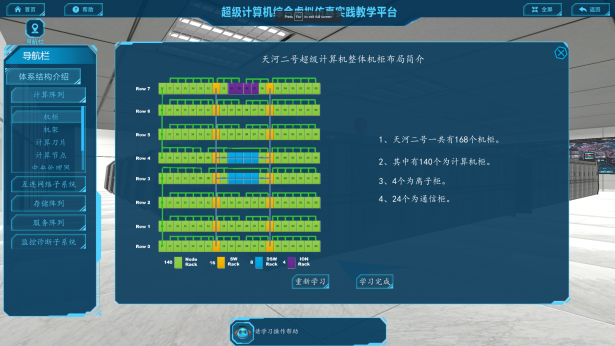 首页
帮助
超级计算机综合虚拟仿真实践教学平台
Press Esc to exit full screen
全屏
返回
导航栏
导航栏
体系结构介绍
计算阵列
机柜
机架
计算刀片
计算节点
中央处理器
互连网络子系统
存储阵列
服务阵列
监控诊断子系统
天河二号超级计算机整体机柜布局简介
Row 7
Row 6
Row 5
Row 4
Row 3
Row 2
Row 1
Row 0
142 Node Rack
16 SW Rack
8 DSW Rack
4 ION Rack
1、天河二号一共有168个机柜。
2、其中有140个为计算机柜。
3、4个为离子柜。
4、24个为通信柜。
重新学习
学习完成
请学习操作帮助